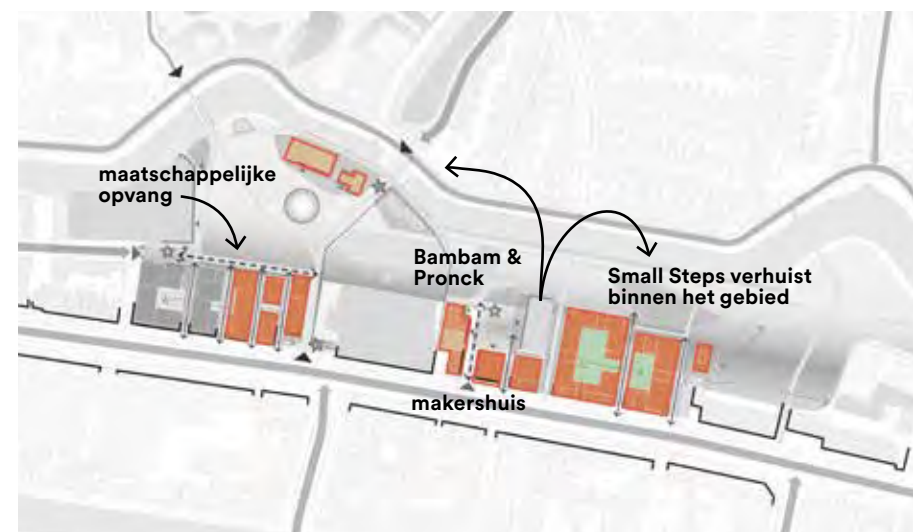 maatschappelijke
opvang
Bambam &
Pronck
Small Steps verhuist
binnen het gebied
makershuis